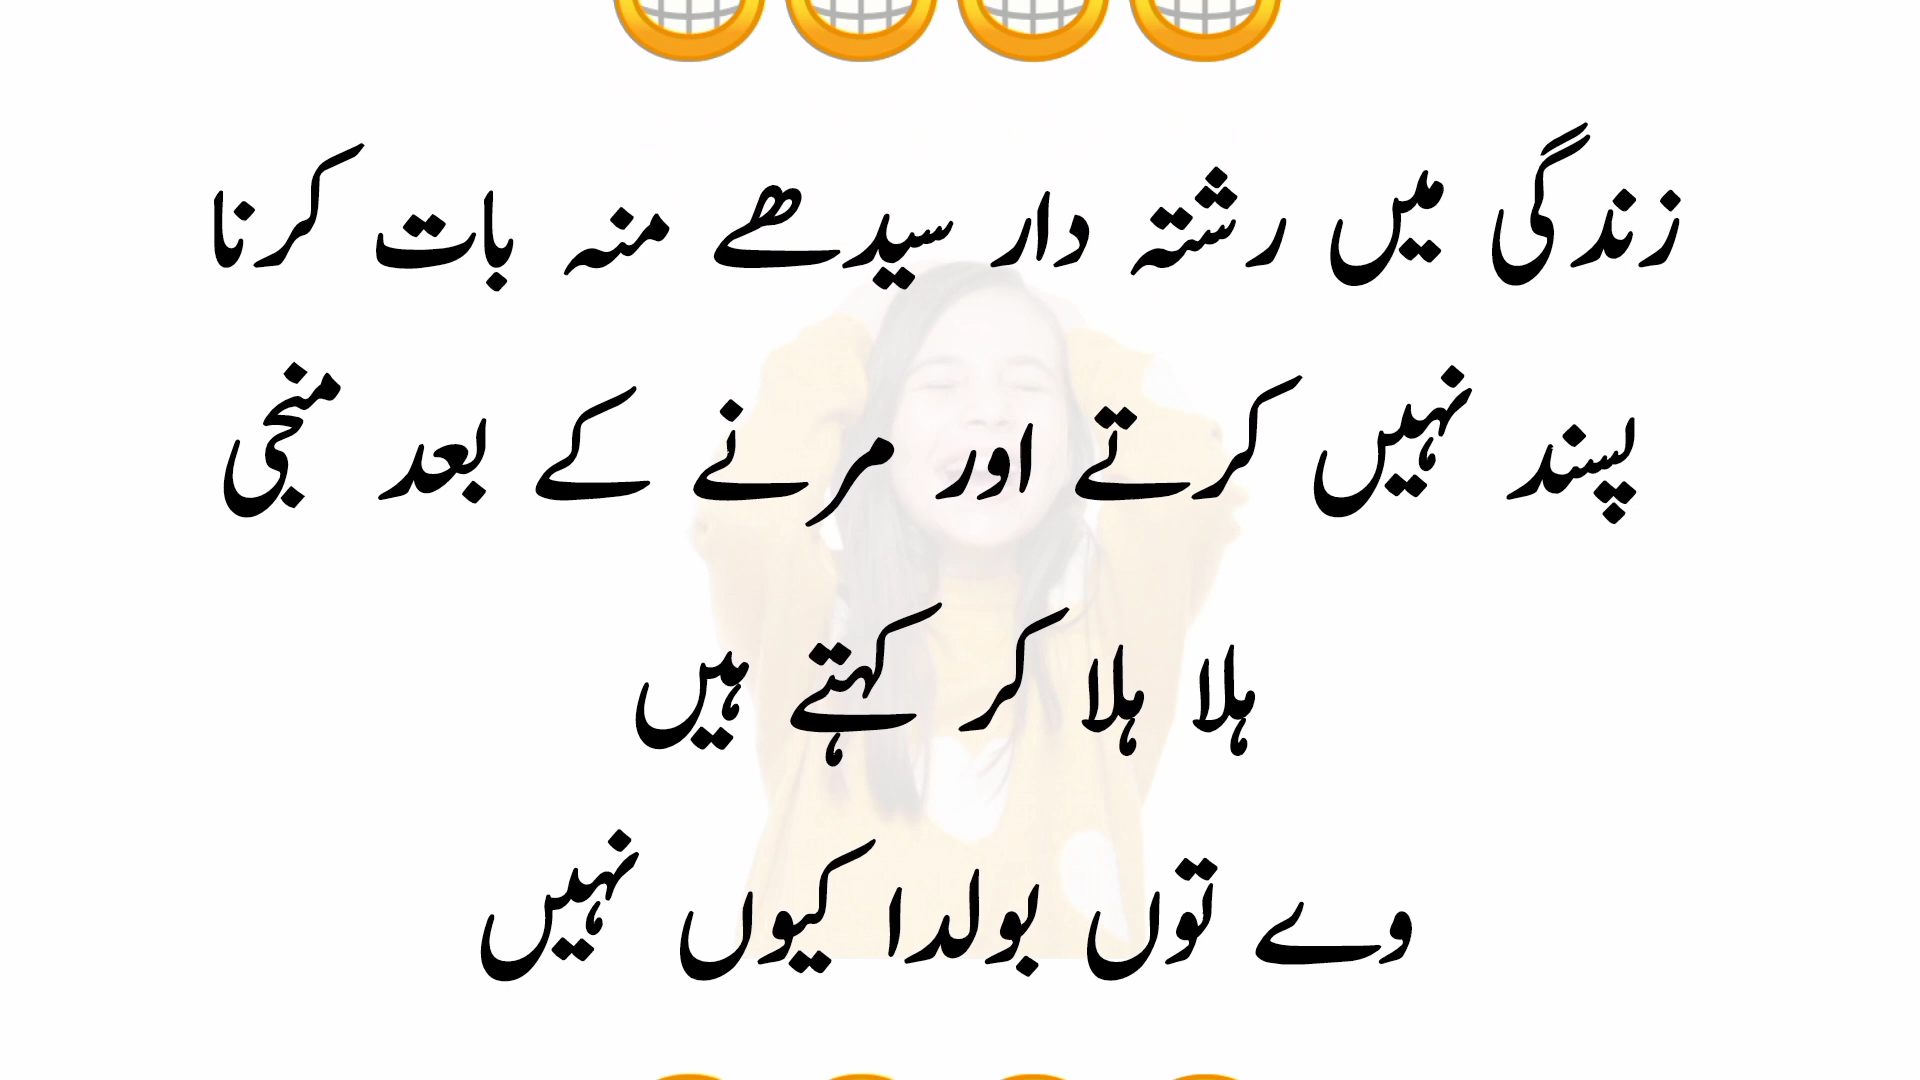 زندگی میں رشتہ دار سیدھے منہ بات کرنا
پسند نہیں کرتے اور مرنے کے بعد منجی
ہلا ہلا کر کہتے ہیں
وے توں بولدا کیوں نہیں